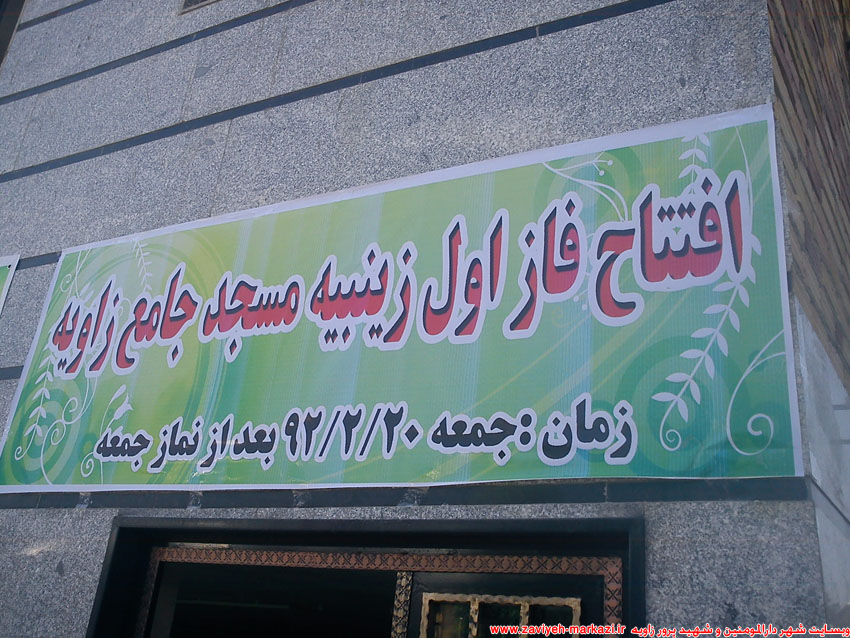 افتتاح فاز اول زینبیه مسجد جامع زاویه
زمان :جمعه ۹۲/۲/۲۰ بعد از نماز جمعه
وبسایت شهر دارالمومنین و شهید پرور زاویه www.zaviyeh-markazi.ir